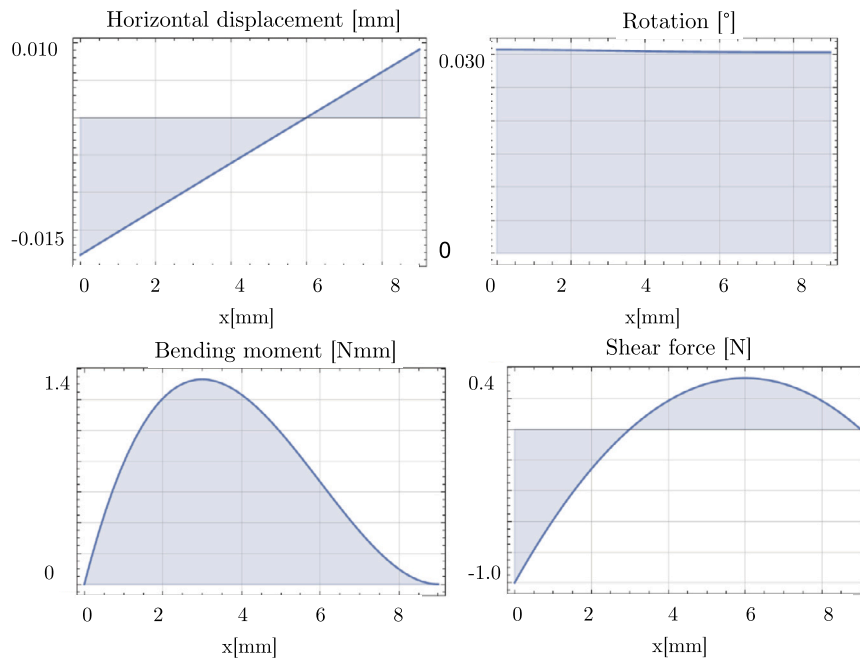 Horizontal displacement [mm]
0.010
-0.015
0 2 4 6 8
x[mm]
Rotation [°]
0.030
0
0 2 4 6 8
x[mm]
Bending moment [Nmm]
1.4
0
0 2 4 6 8
x[mm]
Shear force [N]
0.4
-1.0
0 2 4 6 8
x[mm]